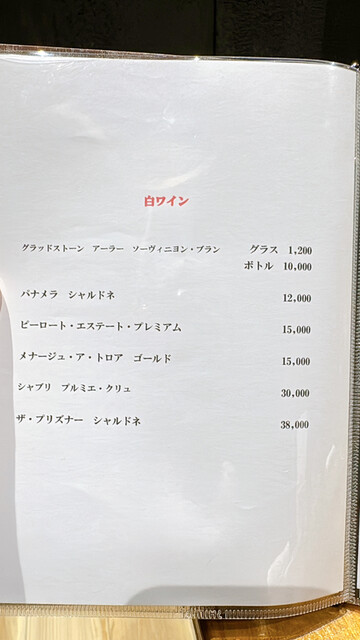 白ワイン
グラッドストーン アーラー ソーヴィニヨン・ブラン グラス 1,200
ボトル 10,000
パナメラ シャルドネ 12,000
ピーロート・エステート・プレミアム 15,000
メナージュ・ア・トロア ゴールド 15,000
シャブリ プルミエ・クリュ 30,000
ザ・プリズナー シャルドネ 38,000